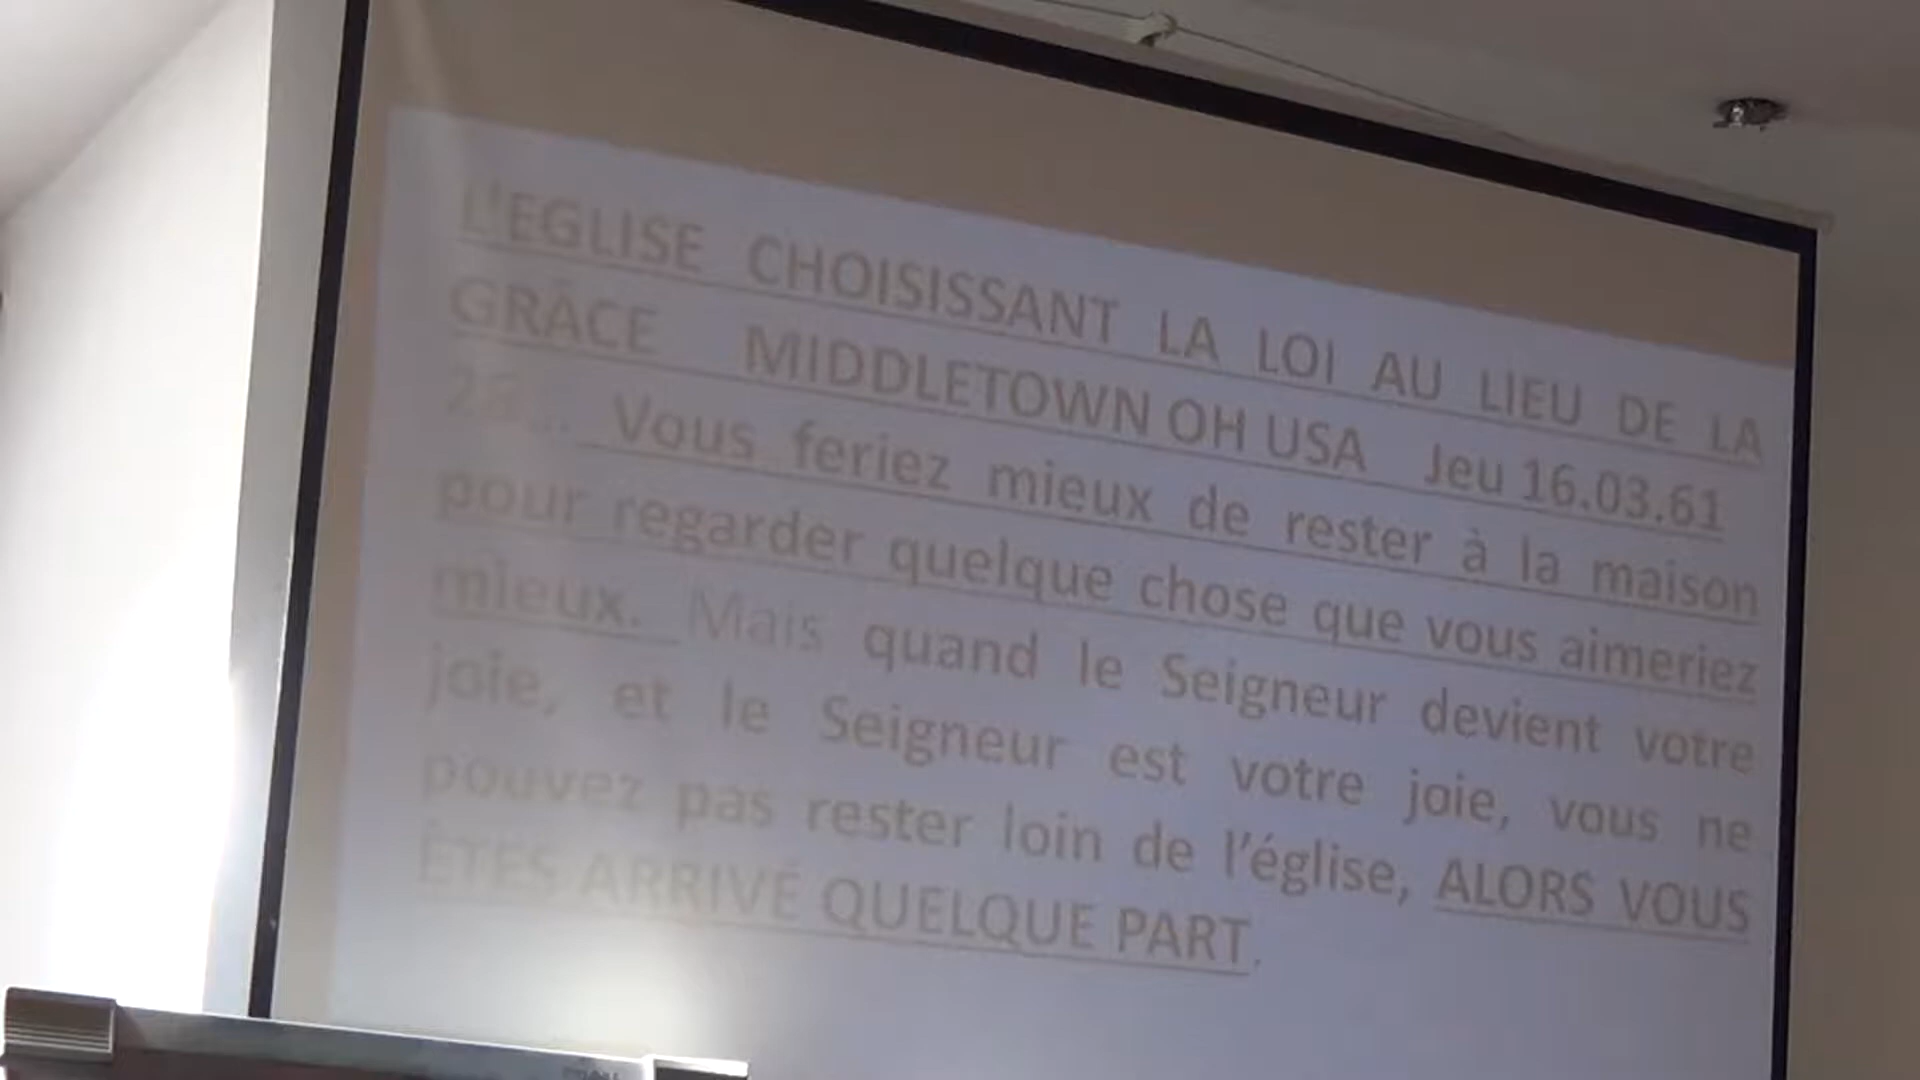 L'EGLISE CHOISISSANT LA LOI AU LIEU DE LA
GRÂCE MIDDLETOWN OH USA Jeu 16.03.61
... Vous feriez mieux de rester à la maison
pour regarder quelque chose que vous aimeriez
mieux. Mais quand le Seigneur devient votre
joie, et le Seigneur est votre joie, vous ne
pouvez pas rester loin de l'église, ALORS VOUS
ÊTES ARRIVÉ QUELQUE PART.